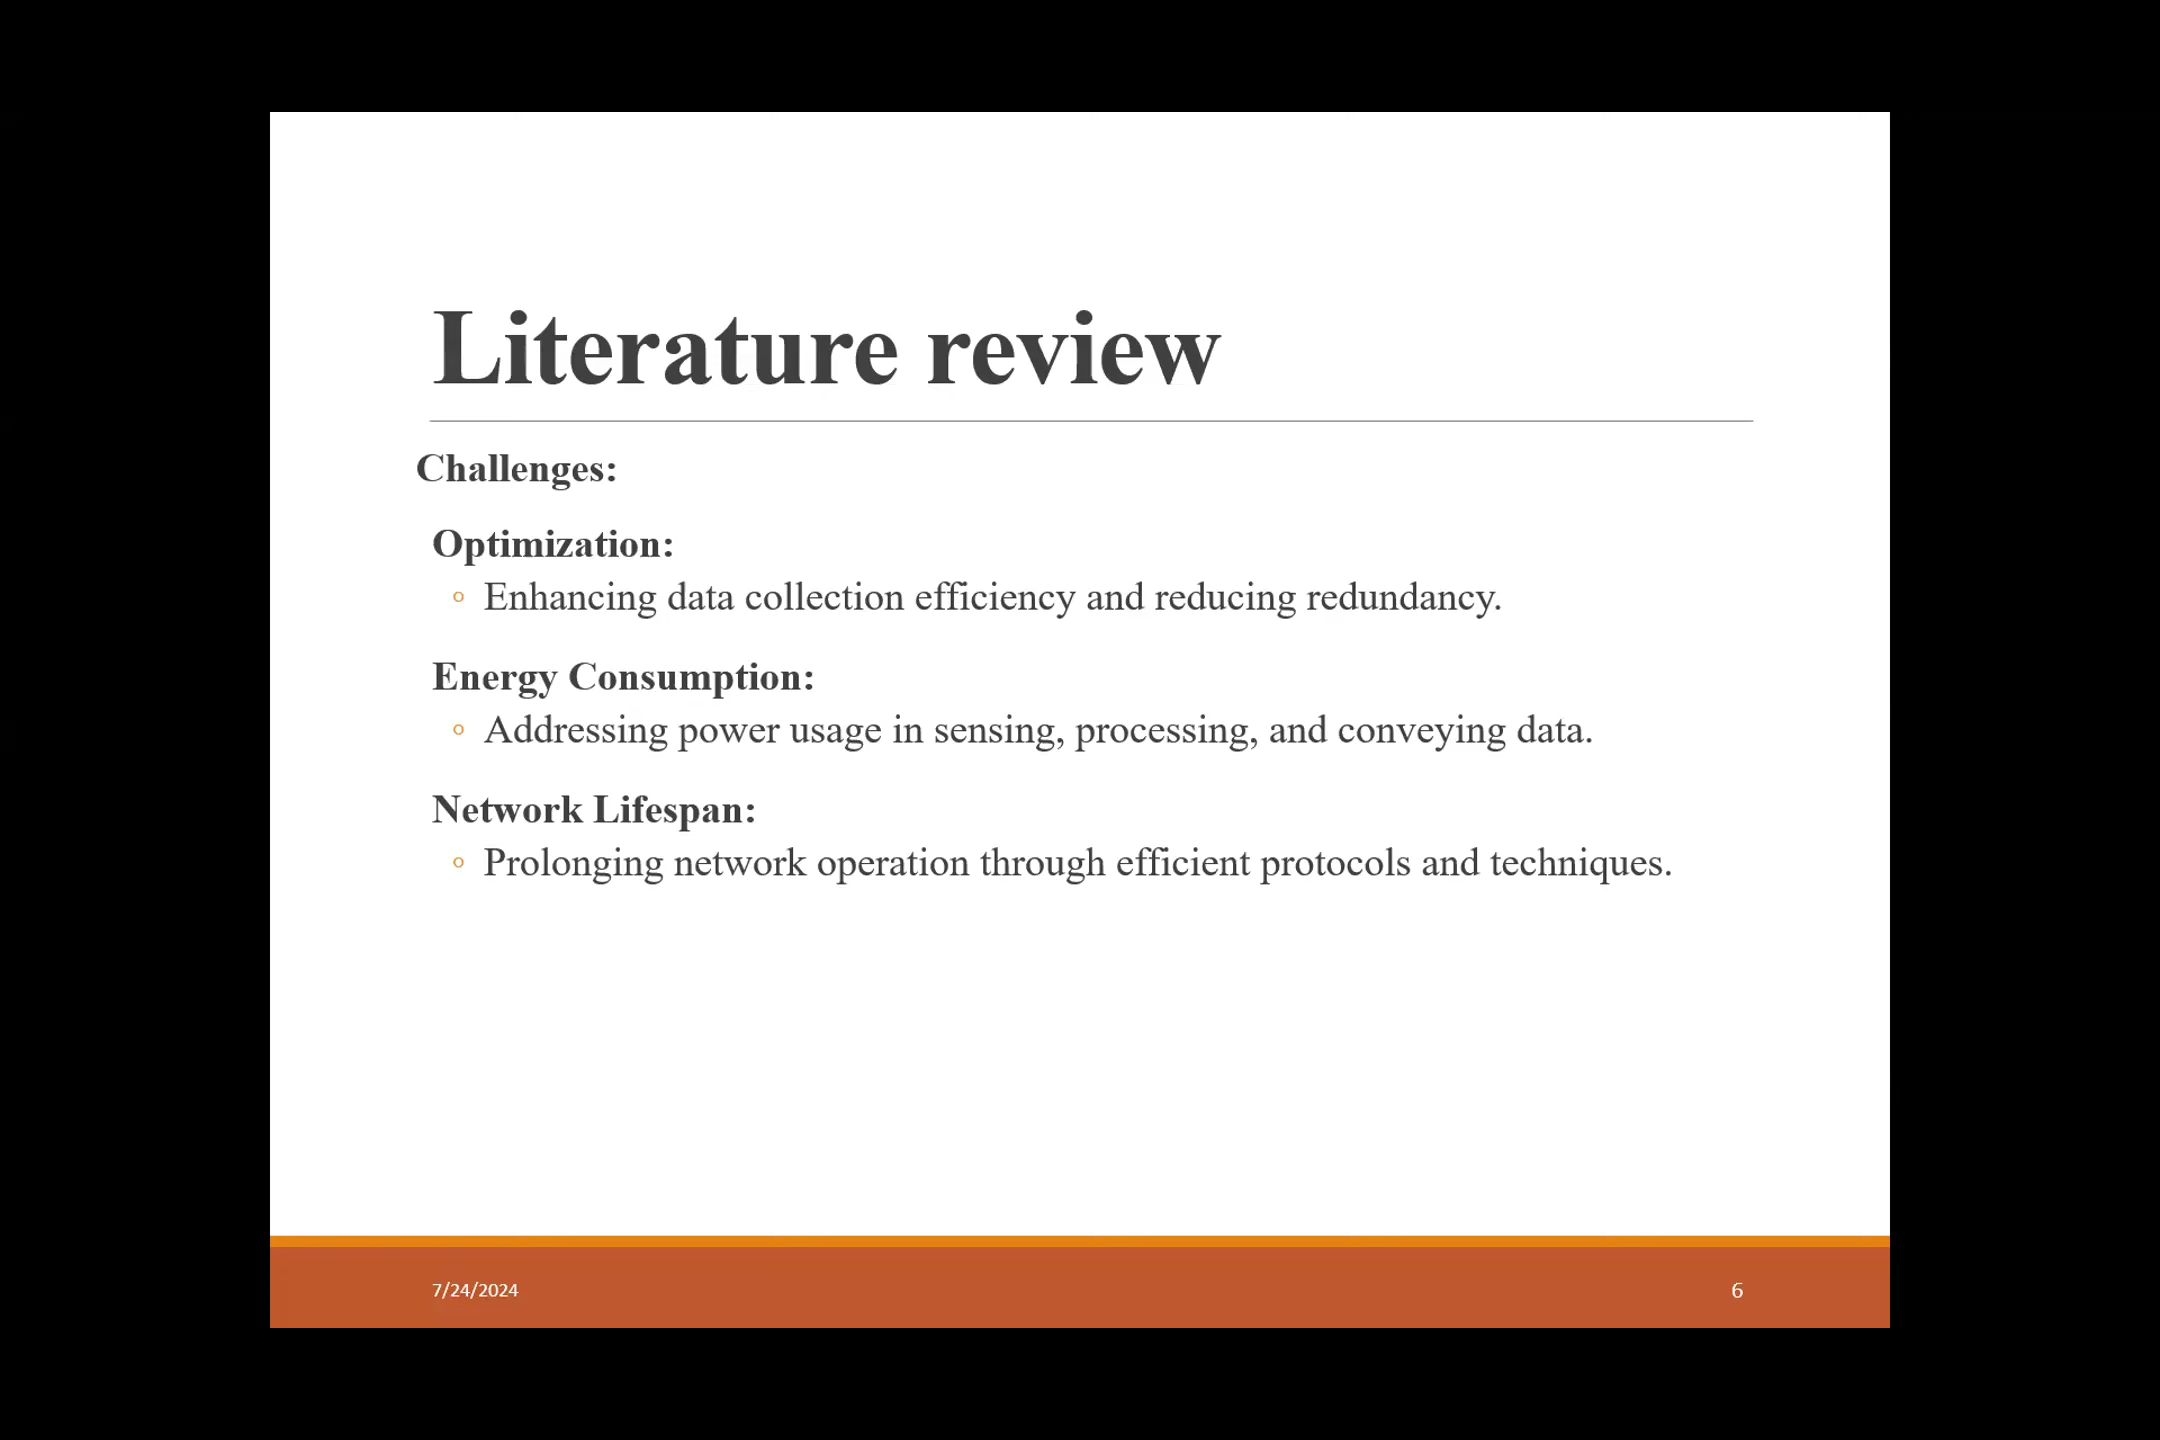 Literature review
Challenges:
Optimization:
◦ Enhancing data collection efficiency and reducing redundancy.
Energy Consumption:
◦ Addressing power usage in sensing, processing, and conveying data.
Network Lifespan:
◦ Prolonging network operation through efficient protocols and techniques.
7/24/2024
6